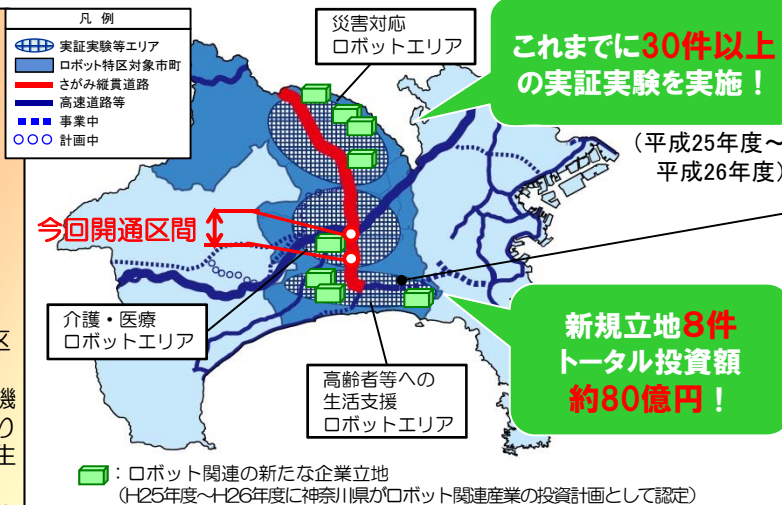 凡 例
実証実験等エリア
ロボット特区対象市町
さがみ縦貫道路
高速道路等
事業中
計画中
災害対応
ロボットエリア
これまでに30件以上
の実証実験を実施！
（平成25年度～
平成26年度）
今回開通区間
介護・医療
ロボットエリア
高齢者等への
生活支援
ロボットエリア
新規立地8件
トータル投資額
約80億円！
区
機
り
生
：ロボット関連の新たな企業立地
（H25年度～H26年度に神奈川県がロボット関連産業の投資計画として認定）